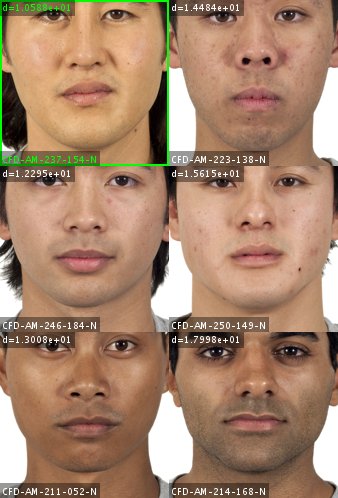 d=1.0588e+01
d=1.4484e+01
CFD-AM-237-154-N
CFD-AM-223-138-N
d=1.2295e+01
d=1.5615e+01
CFD-AM-246-184-N
CFD-AM-250-149-N
d=1.3008e+01
d=1.7998e+01
CFD-AM-211-052-N
CFD-AM-214-168-N